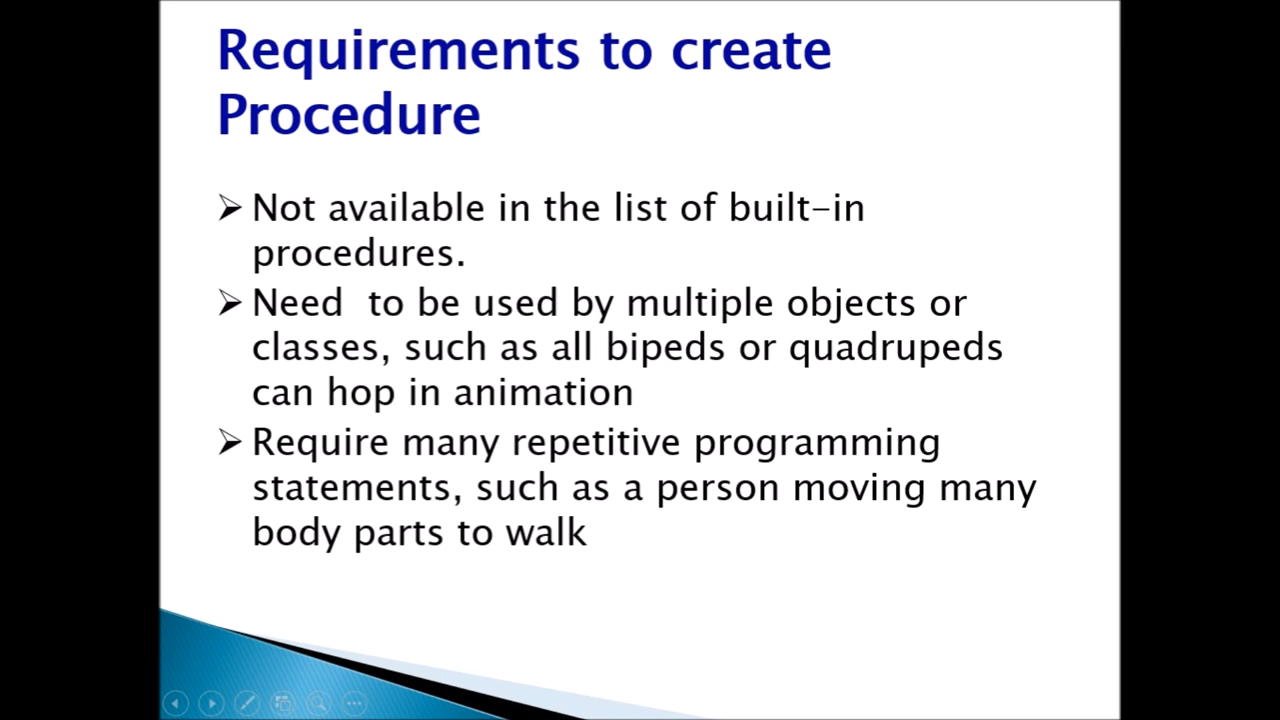 Requirements to create
Procedure
➢ Not available in the list of built-in
procedures.
➢ Need  to be used by multiple objects or
classes, such as all bipeds or quadrupeds
can hop in animation
➢ Require many repetitive programming
statements, such as a person moving many
body parts to walk